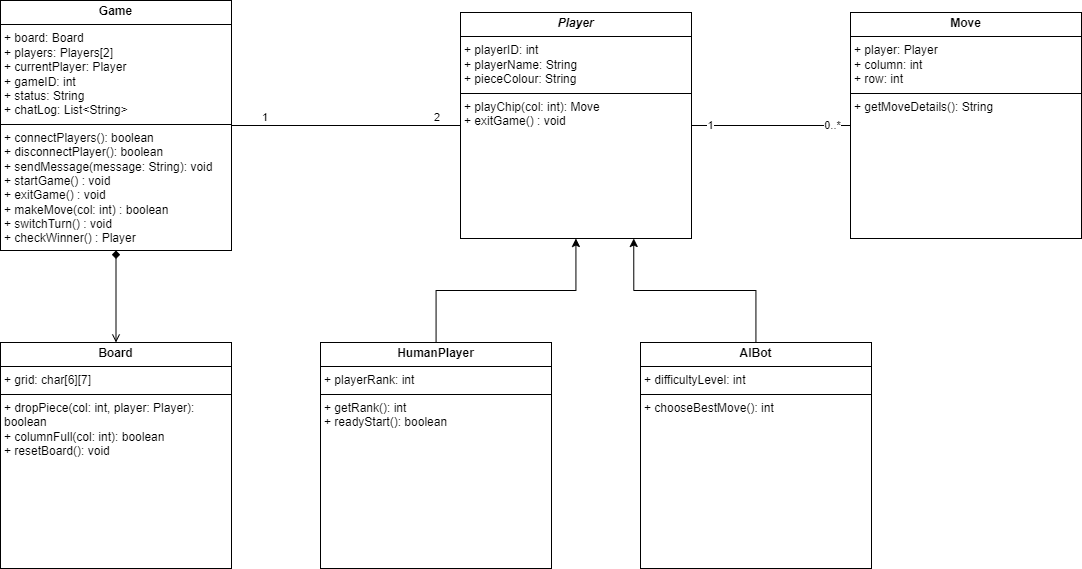 Game
+ board: Board
+ players: Players[2]
+ currentPlayer: Player
+ gameID: int
+ status: String
+ chatLog: List<String>
+ connectPlayers(): boolean
+ disconnectPlayer(): boolean
+ sendMessage(message: String): void
+ startGame() : void
+ exitGame() : void
+ makeMove(col: int) : boolean
+ switchTurn() : void
+ checkWinner() : Player
1
2
Player
+ playerID: int
+ playerName: String
+ pieceColour: String
+ playChip(col: int): Move
+ exitGame() : void
1
0..*
Move
+ player: Player
+ column: int
+ row: int
+ getMoveDetails(): String
Board
+ grid: char[6][7]
+ dropPiece(col: int, player: Player):
boolean
+ columnFull(col: int): boolean
+ resetBoard(): void
HumanPlayer
+ playerRank: int
+ getRank(): int
+ readyStart(): boolean
AIBot
+ difficultyLevel: int
+ chooseBestMove(): int